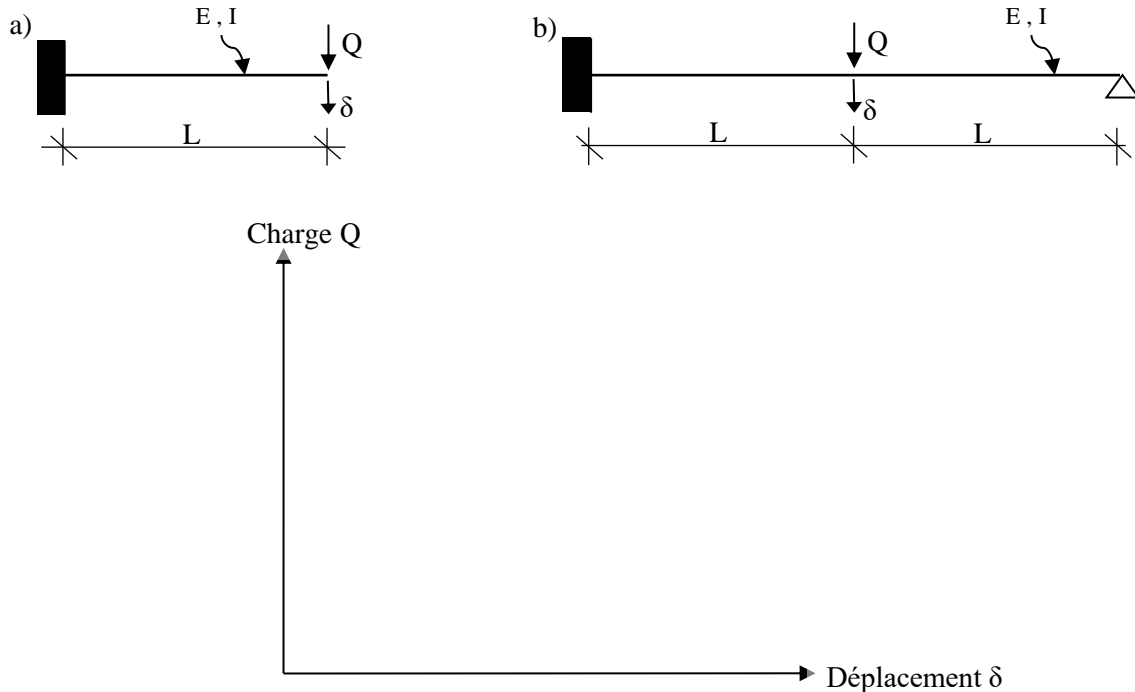 a)
E , I
Q
δ
L
b)
Q
E , I
δ
L
L
Charge Q
Déplacement δ